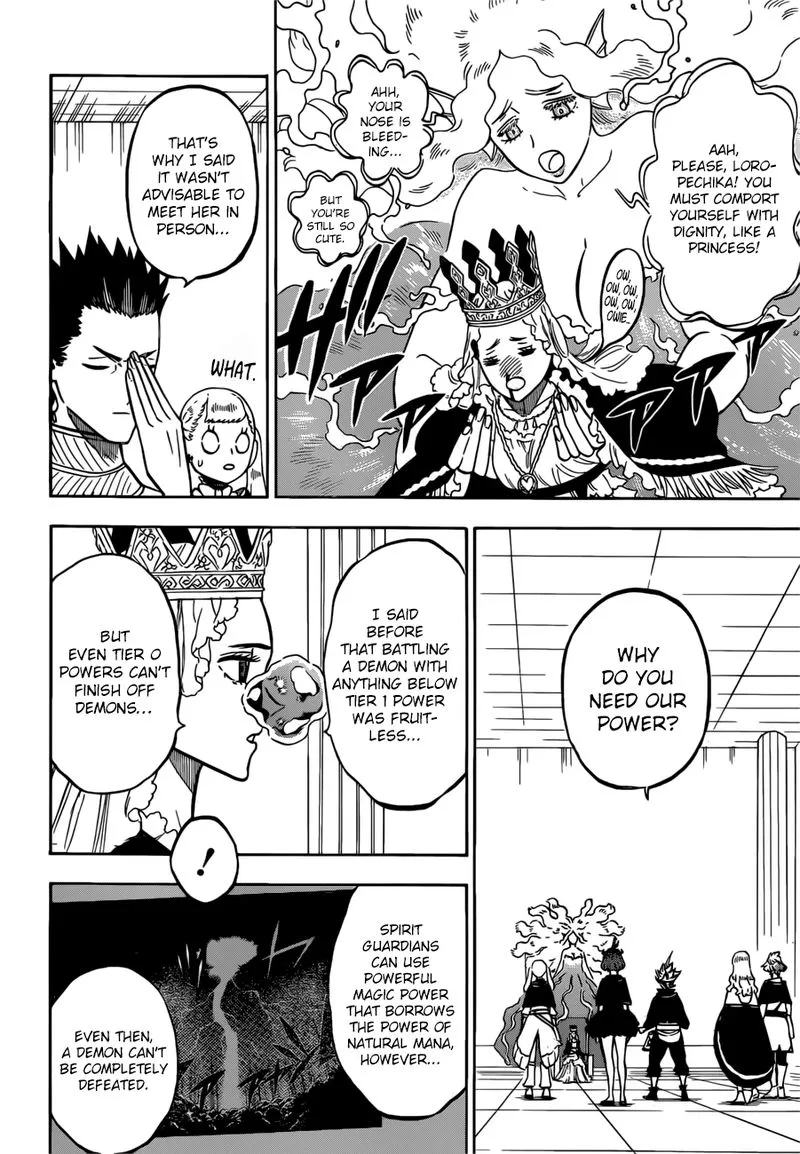 AAH,
PLEASE, LORO-
PECHIKA! YOU
MUST COMPORT
YOURSELF WITH
DIGNITY, LIKE A
PRINCESS!
AHH,
YOUR
NOSE IS
BLEED-
ING...
BUT
YOU'RE
STILL SO
CUTE.
OW,
OW, OW,
OW, OW,
OWIE...
THAT'S
WHY I SAID
IT WASN'T
ADVISABLE TO
MEET HER IN
PERSON...
WHAT.
WHY
DO YOU
NEED OUR
POWER?
I SAID
BEFORE
THAT BATTLING
A DEMON WITH
ANYTHING BELOW
TIER 1 POWER
WAS FRUIT-
LESS...
BUT
EVEN TIER 0
POWERS CAN'T
FINISH OFF
DEMONS...
!
SPIRIT
GUARDIANS
CAN USE
POWERFUL
MAGIC POWER
THAT BORROWS
THE POWER OF
NATURAL MANA,
HOWEVER...
EVEN THEN,
A DEMON CAN'T
BE COMPLETELY
DEFEATED.